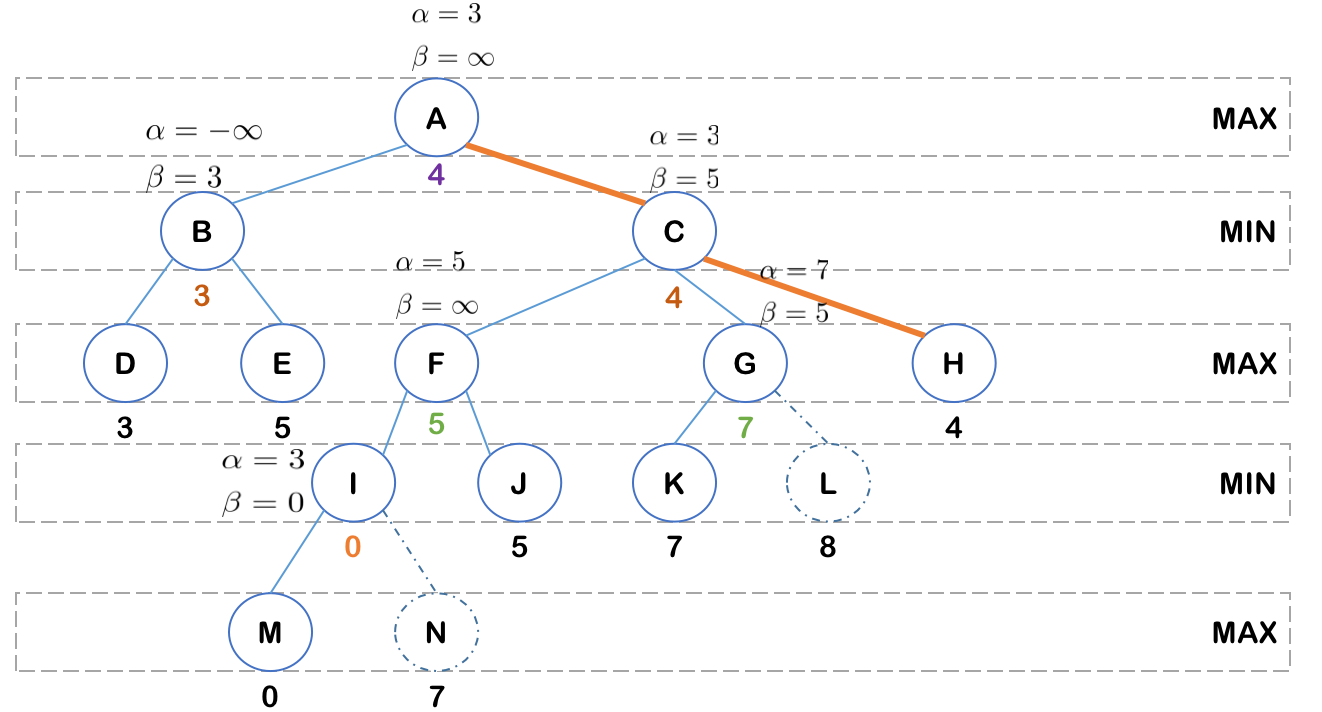 α = 3
β = ∞
A
MAX
α = −∞
β = 3
4
α = 3
β = 5
B
C
MIN
3
α = 5
β = ∞
4
α = 7
β = 5
D
E
F
G
H
MAX
3
5
5
7
4
α = 3
β = 0
I
J
K
L
MIN
0
5
7
8
M
N
MAX
0
7